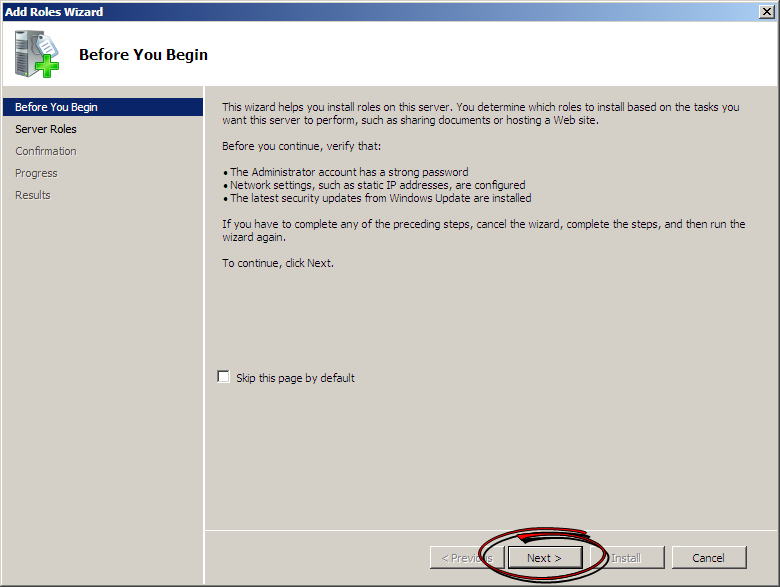 Add Roles Wizard
Before You Begin
Before You Begin
Server Roles
Confirmation
Progress
Results
This wizard helps you install roles on this server. You determine which roles to install based on the tasks you
want this server to perform, such as sharing documents or hosting a Web site.
Before you continue, verify that:
• The Administrator account has a strong password
• Network settings, such as static IP addresses, are configured
• The latest security updates from Windows Update are installed
If you have to complete any of the preceding steps, cancel the wizard, complete the steps, and then run the
wizard again.
To continue, click Next.
Skip this page by default
< Previous Next > Install Cancel